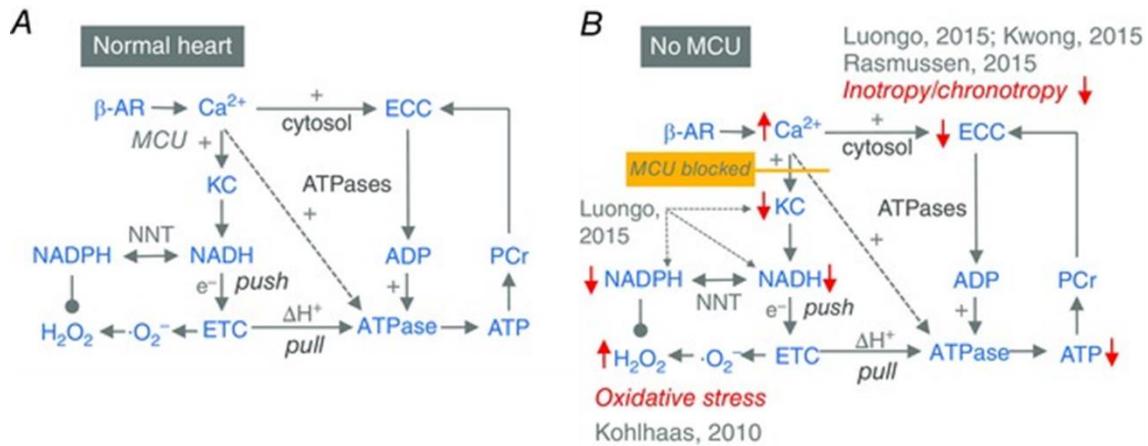 A
Normal heart
β-AR
Ca²⁺
+
cytosol
ECC
MCU
+
KC
ATPases
+
NADPH
NNT
NADH
ADP
PCr
e⁻
push
+
H₂O₂
·O₂⁻
ETC
ΔH⁺
pull
ATPase
ATP
B
No MCU
Luongo, 2015; Kwong, 2015
Rasmussen, 2015
Inotropy/chronotropy
β-AR
Ca²⁺
+
cytosol
ECC
MCU blocked
+
KC
Luongo,
2015
ATPases
+
NADPH
NNT
NADH
ADP
PCr
e⁻
push
+
H₂O₂
·O₂⁻
ETC
ΔH⁺
pull
ATPase
ATP
Oxidative stress
Kohlhaas, 2010